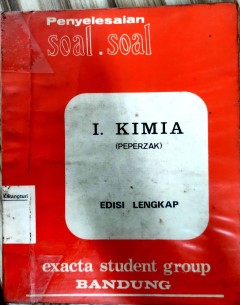 Penyelesaian
soal.soal
I. KIMIA
(PEPERZAK)
EDISI LENGKAP
exacta student group
BANDUNG